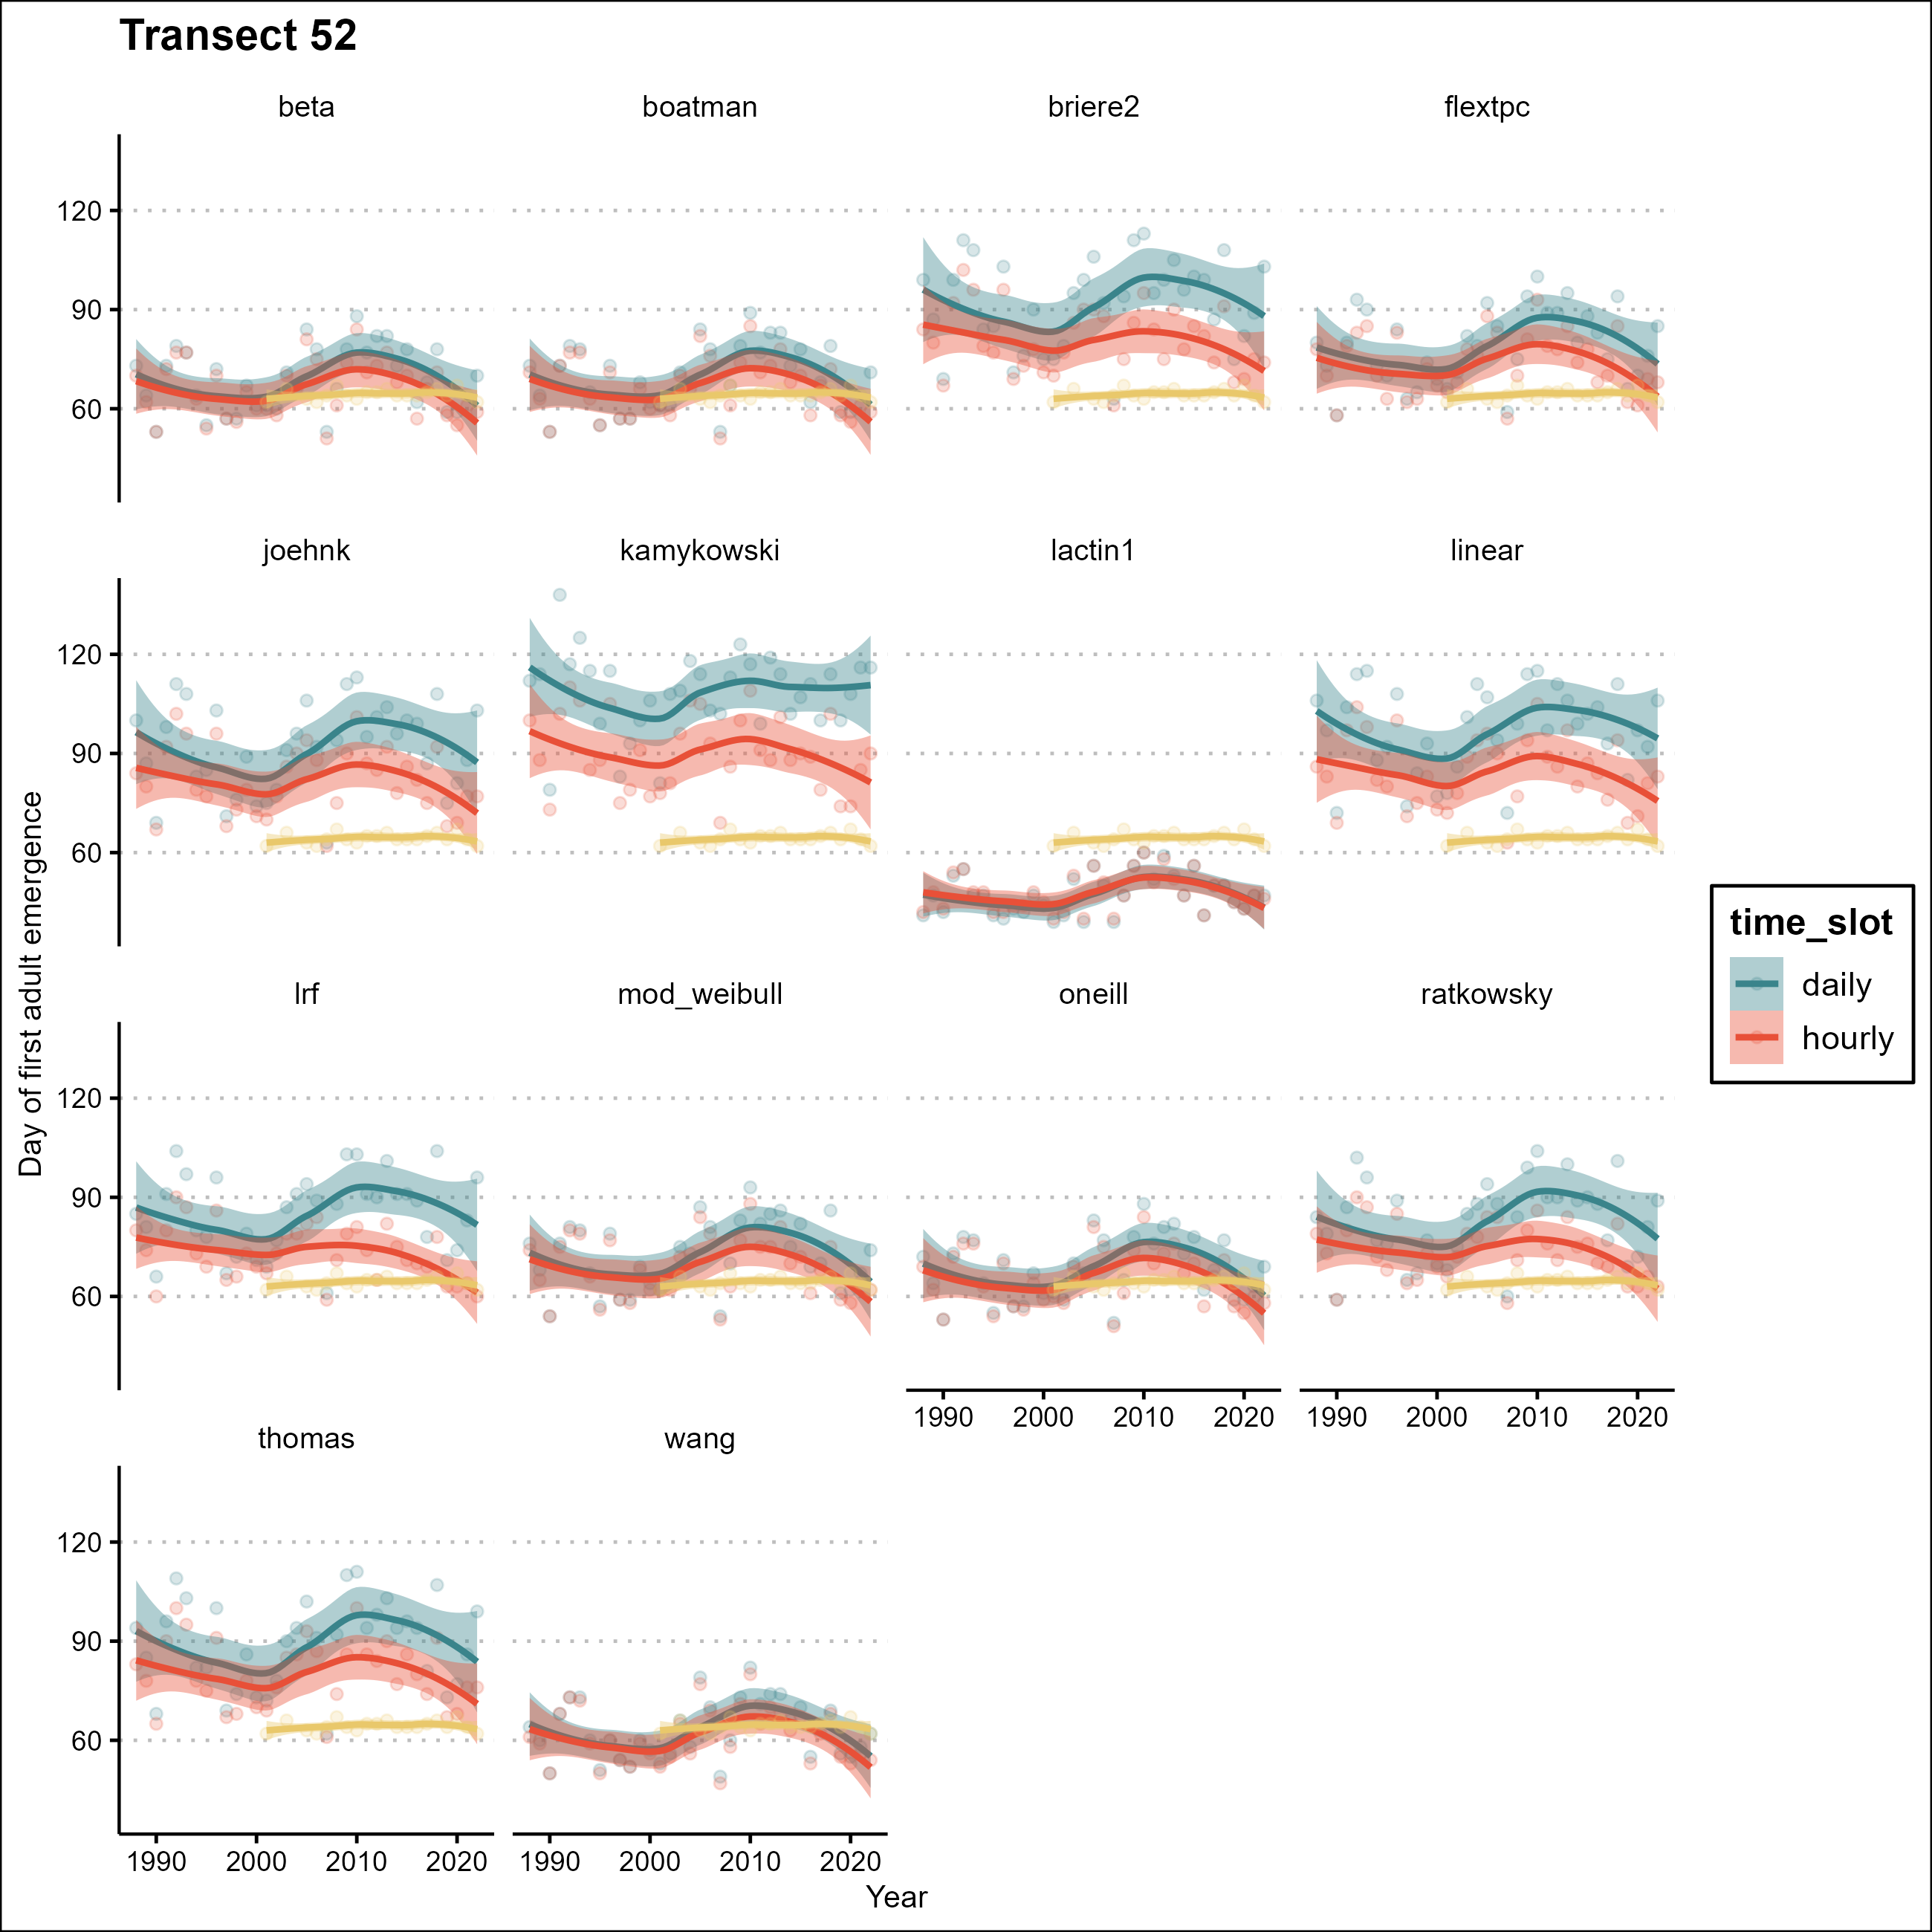 Transect 52
beta boatman briere2 flextpc
120
90
60
joehnk kamykowski lactin1 linear
120
90
60
lrf mod_weibull oneill ratkowsky
120
90
60
1990 2000 2010 2020 1990 2000 2010 2020
thomas wang
120
90
60
1990 2000 2010 2020 1990 2000 2010 2020
Year
Day of first adult emergence
time_slot
daily
hourly